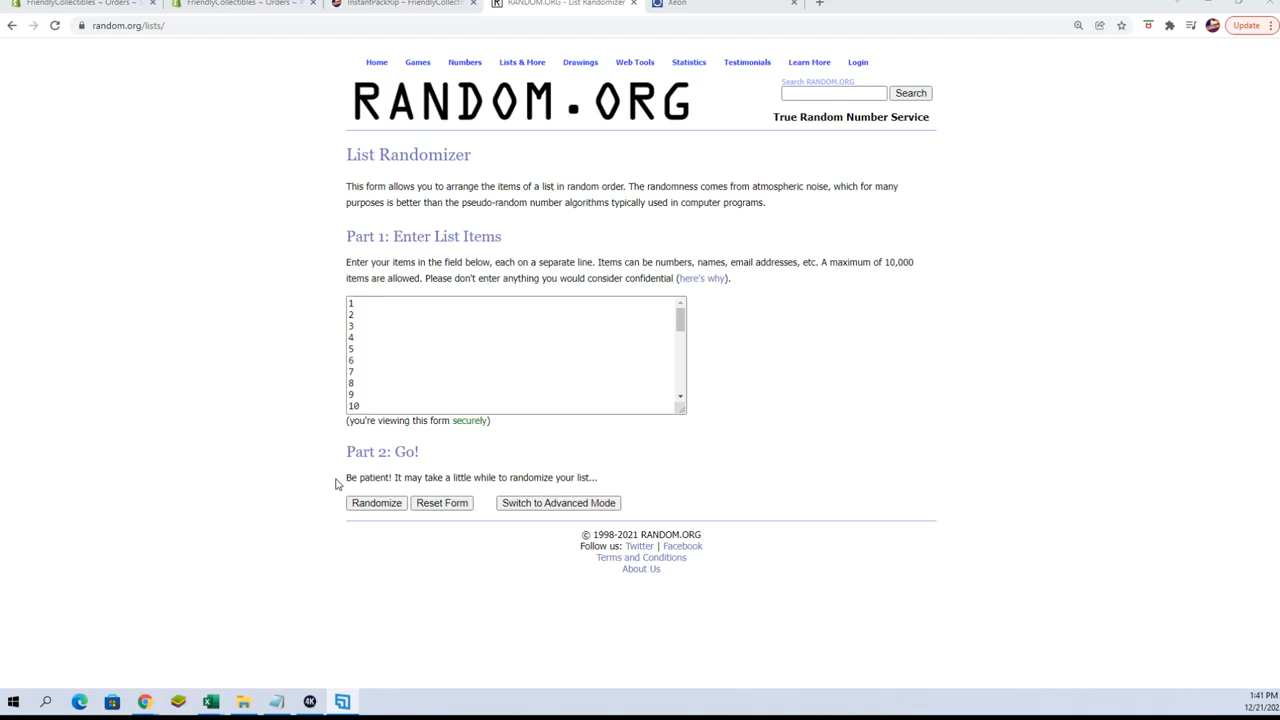 FriendlyCollectibles – Orders –
FriendlyCollectibles – Orders –
InstantPackRip – FriendlyCollecti
RANDOM.ORG - List Randomizer
Xeon
random.org/lists/
Update
Home Games Numbers Lists & More Drawings Web Tools Statistics Testimonials Learn More Login
RANDOM.ORG
Search RANDOM.ORG
Search
True Random Number Service
List Randomizer
This form allows you to arrange the items of a list in random order. The randomness comes from atmospheric noise, which for many
purposes is better than the pseudo-random number algorithms typically used in computer programs.
Part 1: Enter List Items
Enter your items in the field below, each on a separate line. Items can be numbers, names, email addresses, etc. A maximum of 10,000
items are allowed. Please don't enter anything you would consider confidential (here's why).
1
2
3
4
5
6
7
8
9
10
(you're viewing this form securely)
Part 2: Go!
Be patient! It may take a little while to randomize your list...
Randomize Reset Form Switch to Advanced Mode
© 1998-2021 RANDOM.ORG
Follow us: Twitter | Facebook
Terms and Conditions
About Us
4K
1:41 PM
12/21/202